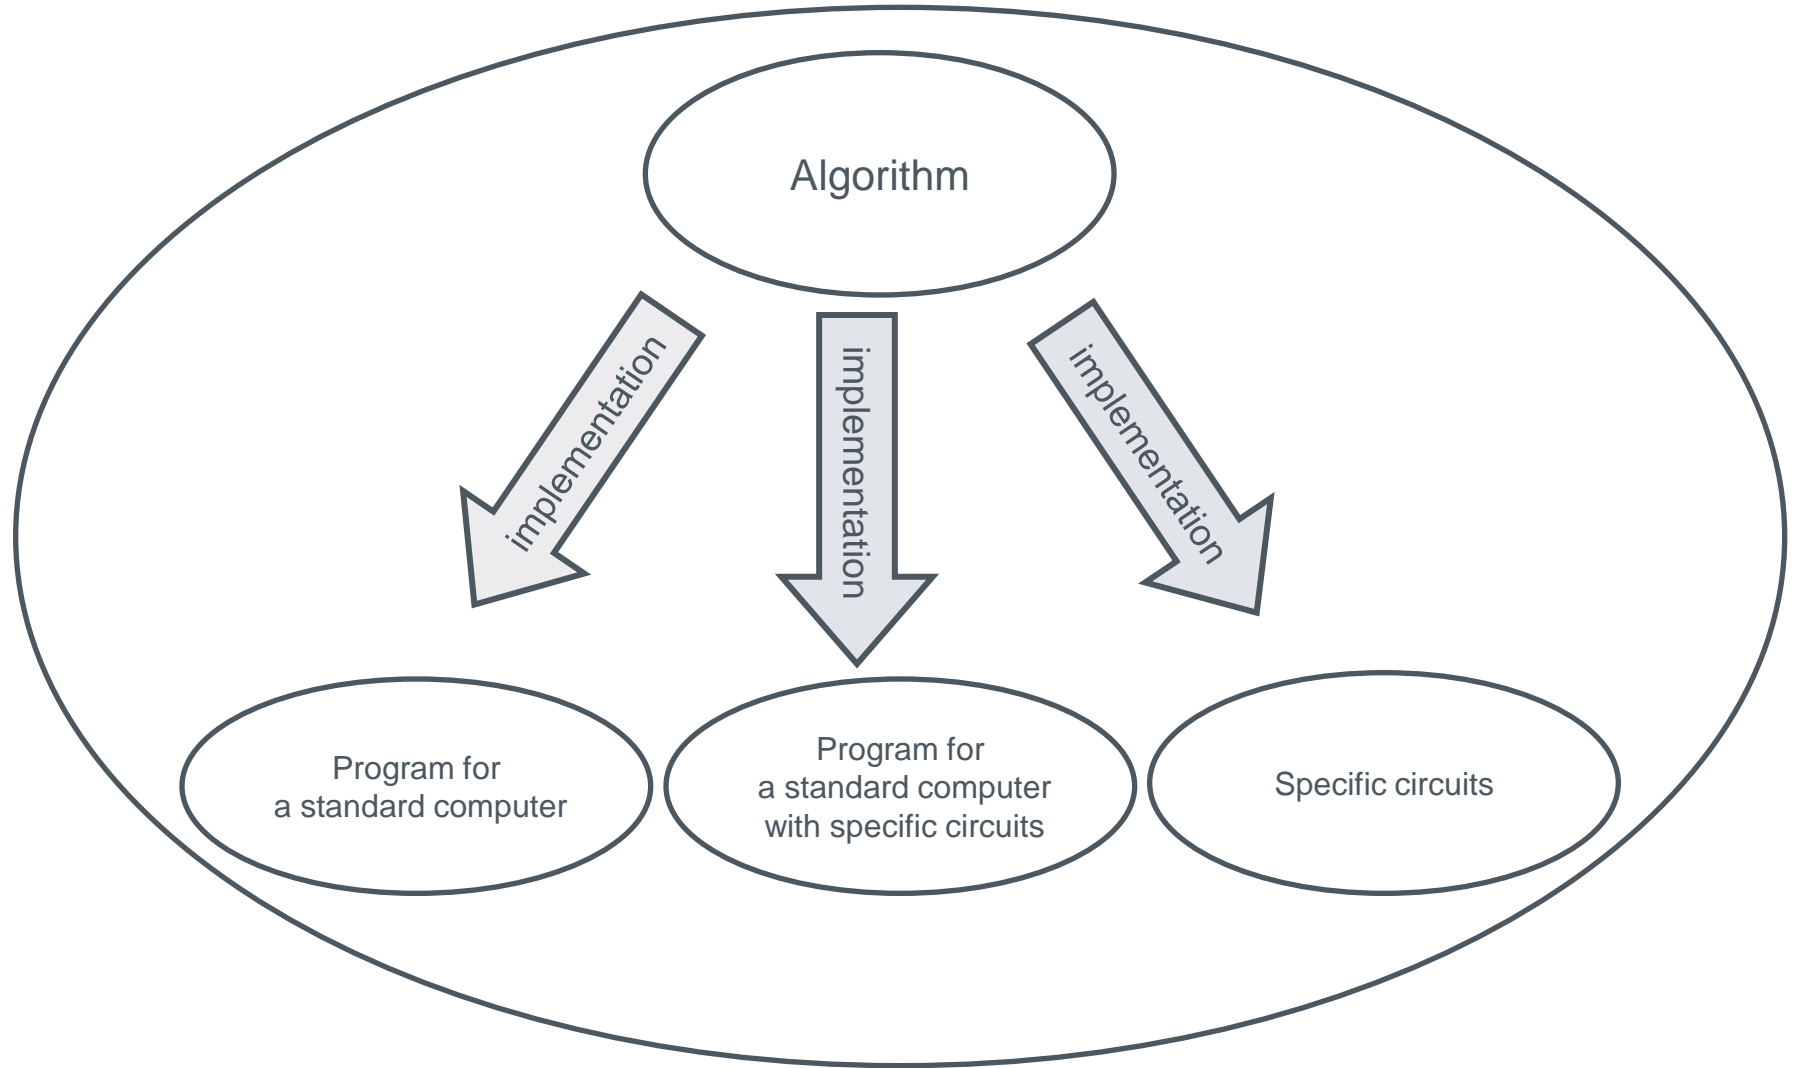 Algorithm
implementation
implementation
implementation
Program for
a standard computer
Program for
a standard computer
with specific circuits
Specific circuits